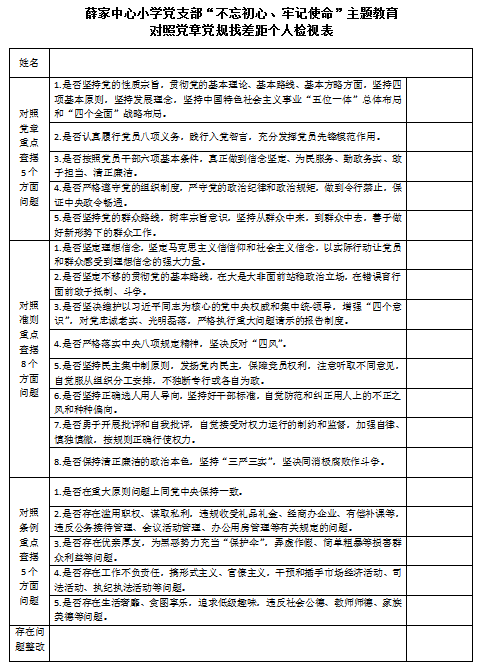 薛家中心小学党支部“不忘初心、牢记使命”主题教育
对照党章党规找差距个人检视表
姓名
对照
党章
重点
查摆
5个
方面
问题
1.是否坚持党的性质宗旨，贯彻党的基本理论、基本路线、基本方略方面，坚持四
项基本原则，坚持发展理念，坚持中国特色社会主义事业“五位一体”总体布局
和“四个全面”战略布局。
2.是否认真履行党员八项义务，践行入党誓言，充分发挥党员先锋模范作用。
3.是否按照党员干部六项基本条件，真正做到信念坚定、为民服务、勤政务实、敢
于担当、清正廉洁。
4.是否严格遵守党的组织制度，严守党的政治纪律和政治规矩，做到令行禁止，保
证中央政令畅通。
5.是否坚持党的群众路线，树牢宗旨意识，坚持从群众中来，到群众中去，善于做
好新形势下的群众工作。
对照
准则
重点
查摆
8个
方面
问题
1.是否坚定理想信念，坚定马克思主义信信仰和社会主义信念，以实际行动让党员
和群众感受到理想信念的强大力量。
2.是否坚定不移的贯彻党的基本路线，在大是大非面前站稳政治立场，在错误言行
面前敢于抵制、斗争。
3.是否坚决维护以习近平同志为核心的党中央权威和集中统一领导，增强“四个意
识”，对党忠诚老实、光明磊落，严格执行重大问题请示的报告制度。
4.是否严格落实中央八项规定精神，坚决反对“四风”。
5.是否坚持民主集中制原则，发扬党内民主，保障党员权利，注意听取不同意见，
自觉服从组织分工安排，不独断专行或各自为政。
6.是否坚持正确选人用人导向，坚持好干部标准，自觉防范和纠正用人上的不正之
风和种种偏向。
7.是否勇于开展批评和自我批评，自觉接受对权力运行的制约和监督，加强自律、
慎独慎微，按规则正确行使权力。
8.是否保持清正廉洁的政治本色，坚持“三严三实”，坚决同消极腐败作斗争。
对照
条例
重点
查摆
5个
方面
问题
1.是否在重大原则问题上同党中央保持一致。
2.是否存在滥用职权、谋取私利，违规收受礼品礼金、经商办企业、有偿补课等，
违反公务接待管理、会议活动管理、办公用房管理等有关规定的问题。
3.是否存在优亲厚友，为黑恶势力充当“保护伞”，弄虚作假、简单粗暴等损害群
众利益等问题。
4.是否存在工作不负责任，搞形式主义、官僚主义，干预和插手市场经济活动、司
法活动、执纪执法活动等问题。
5.是否存在生活奢靡、贪图享乐，追求低级趣味，违反社会公德、教师师德、家族
美德等问题。
存在问
题整改